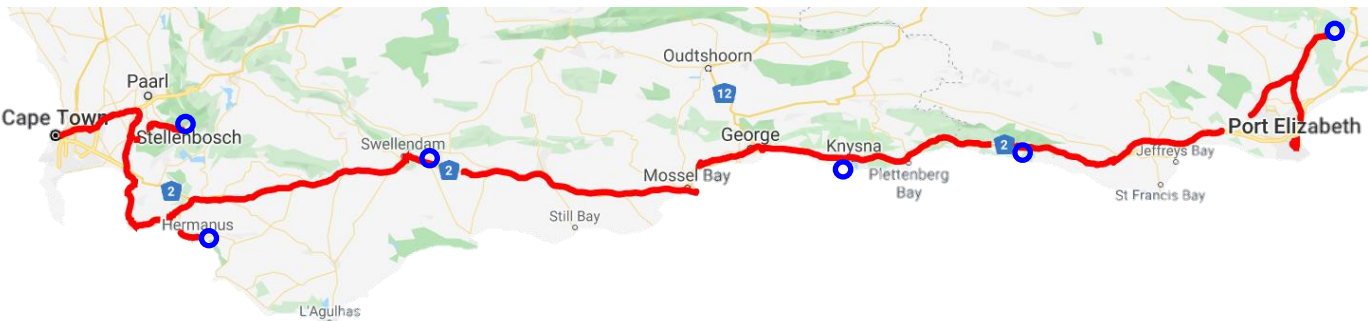 Oudtshoorn
Paarl
12
Cape Town
Stellenbosch
Port Elizabeth
George
Swellendam
2
Knysna
Jeffreys Bay
2
Mossel Bay
Plettenberg
Bay
2
St Francis Bay
Still Bay
Hermanus
L'Agulhas